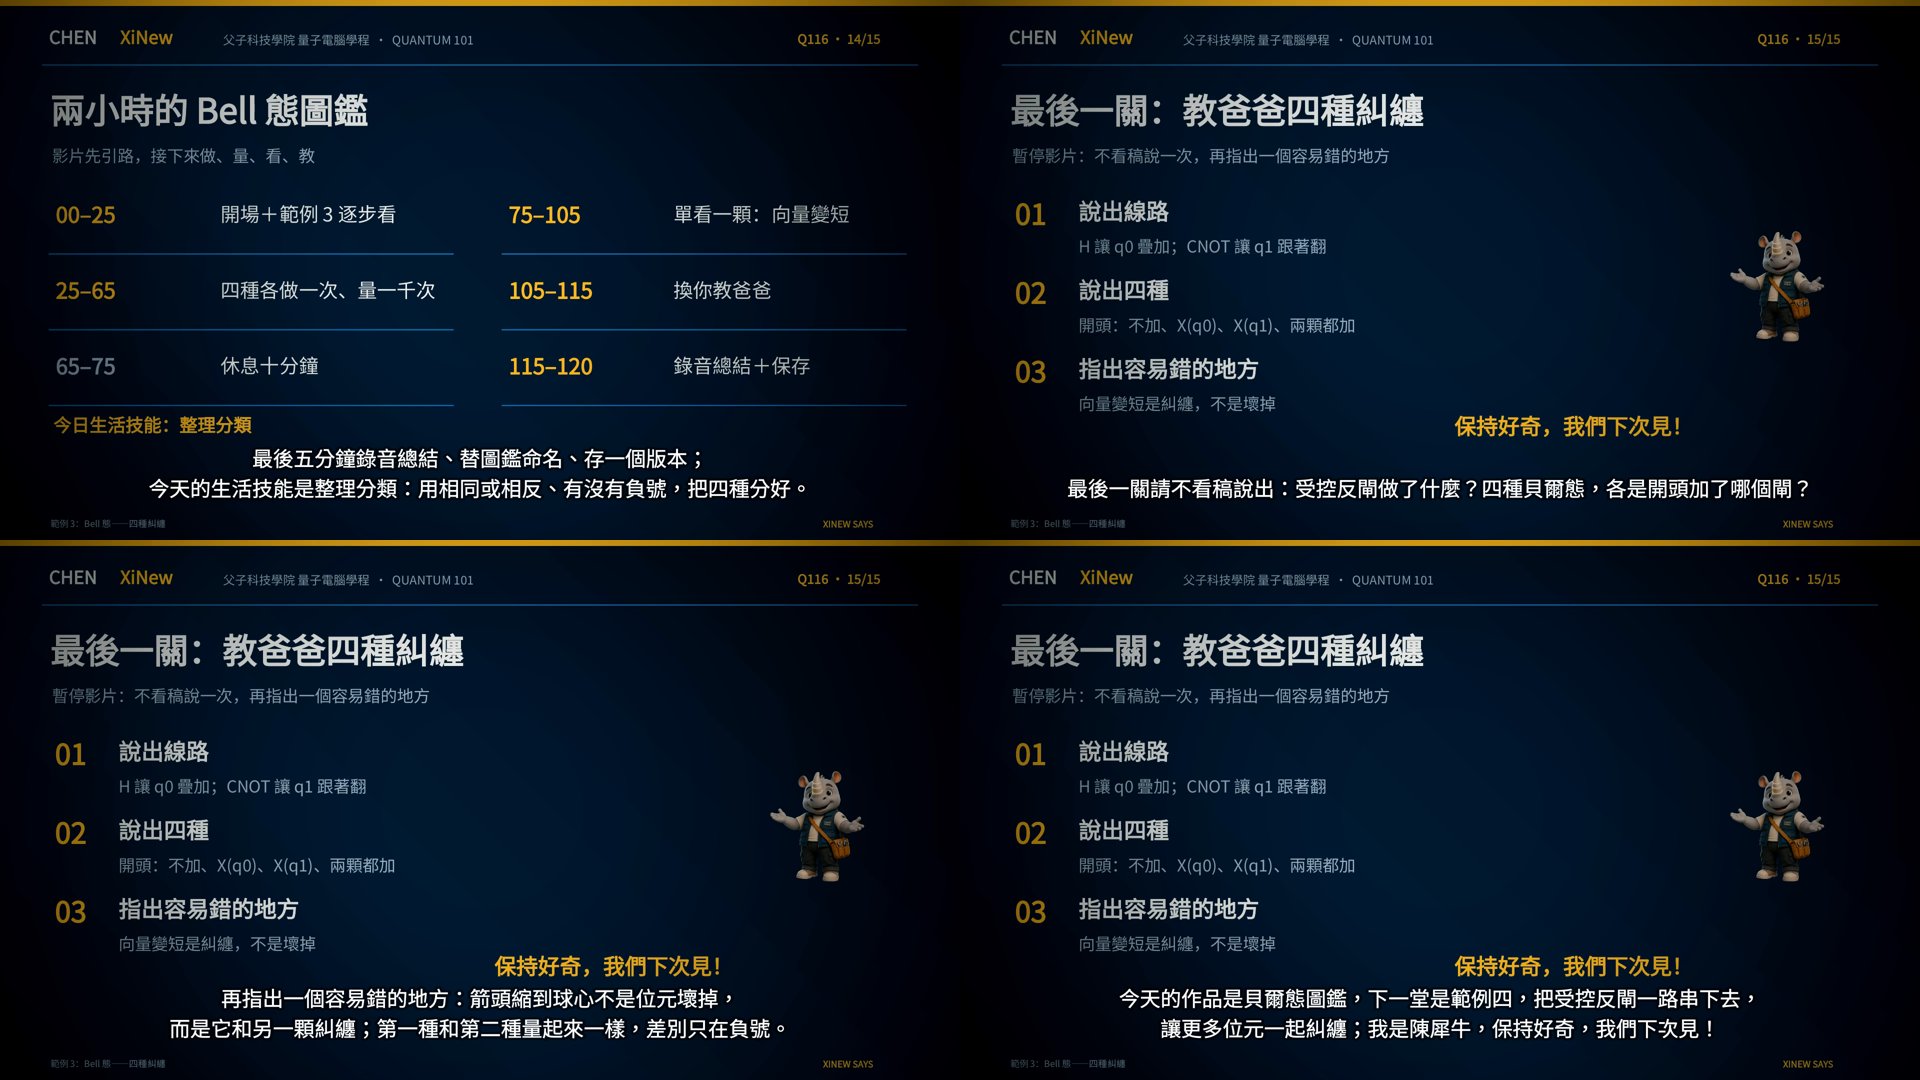 CHEN XiNew 父子科技學院 量子電腦學程 · QUANTUM 101 Q116 · 14/15
兩小時的 Bell 態圖鑑
影片先引路，接下來做、量、看、教
00–25 開場＋範例 3 逐步看
75–105 單看一顆：向量變短
25–65 四種各做一次、量一千次
105–115 換你教爸爸
65–75 休息十分鐘
115–120 錄音總結＋保存
今日生活技能：整理分類
最後五分鐘錄音總結、替圖鑑命名、存一個版本；
今天的生活技能是整理分類：用相同或相反、有沒有負號，把四種分好。
範例 3：Bell 態——四種糾纏 XINEW SAYS
CHEN XiNew 父子科技學院 量子電腦學程 · QUANTUM 101 Q116 · 15/15
最後一關：教爸爸四種糾纏
暫停影片：不看稿說一次，再指出一個容易錯的地方
01 說出線路
H 讓 q0 疊加；CNOT 讓 q1 跟著翻
02 說出四種
開頭：不加、X(q0)、X(q1)、兩顆都加
03 指出容易錯的地方
向量變短是糾纏，不是壞掉
保持好奇，我們下次見！
最後一關請不看稿說出：受控反閘做了什麼？四種貝爾態，各是開頭加了哪個閘？
範例 3：Bell 態——四種糾纏 XINEW SAYS
CHEN XiNew 父子科技學院 量子電腦學程 · QUANTUM 101 Q116 · 15/15
最後一關：教爸爸四種糾纏
暫停影片：不看稿說一次，再指出一個容易錯的地方
01 說出線路
H 讓 q0 疊加；CNOT 讓 q1 跟著翻
02 說出四種
開頭：不加、X(q0)、X(q1)、兩顆都加
03 指出容易錯的地方
向量變短是糾纏，不是壞掉
保持好奇，我們下次見！
再指出一個容易錯的地方：箭頭縮到球心不是位元壞掉，
而是它和另一顆糾纏；第一種和第二種量起來一樣，差別只在負號。
範例 3：Bell 態——四種糾纏 XINEW SAYS
CHEN XiNew 父子科技學院 量子電腦學程 · QUANTUM 101 Q116 · 15/15
最後一關：教爸爸四種糾纏
暫停影片：不看稿說一次，再指出一個容易錯的地方
01 說出線路
H 讓 q0 疊加；CNOT 讓 q1 跟著翻
02 說出四種
開頭：不加、X(q0)、X(q1)、兩顆都加
03 指出容易錯的地方
向量變短是糾纏，不是壞掉
保持好奇，我們下次見！
今天的作品是貝爾態圖鑑，下一堂是範例四，把受控反閘一路串下去，
讓更多位元一起糾纏；我是陳犀牛，保持好奇，我們下次見！
範例 3：Bell 態——四種糾纏 XINEW SAYS